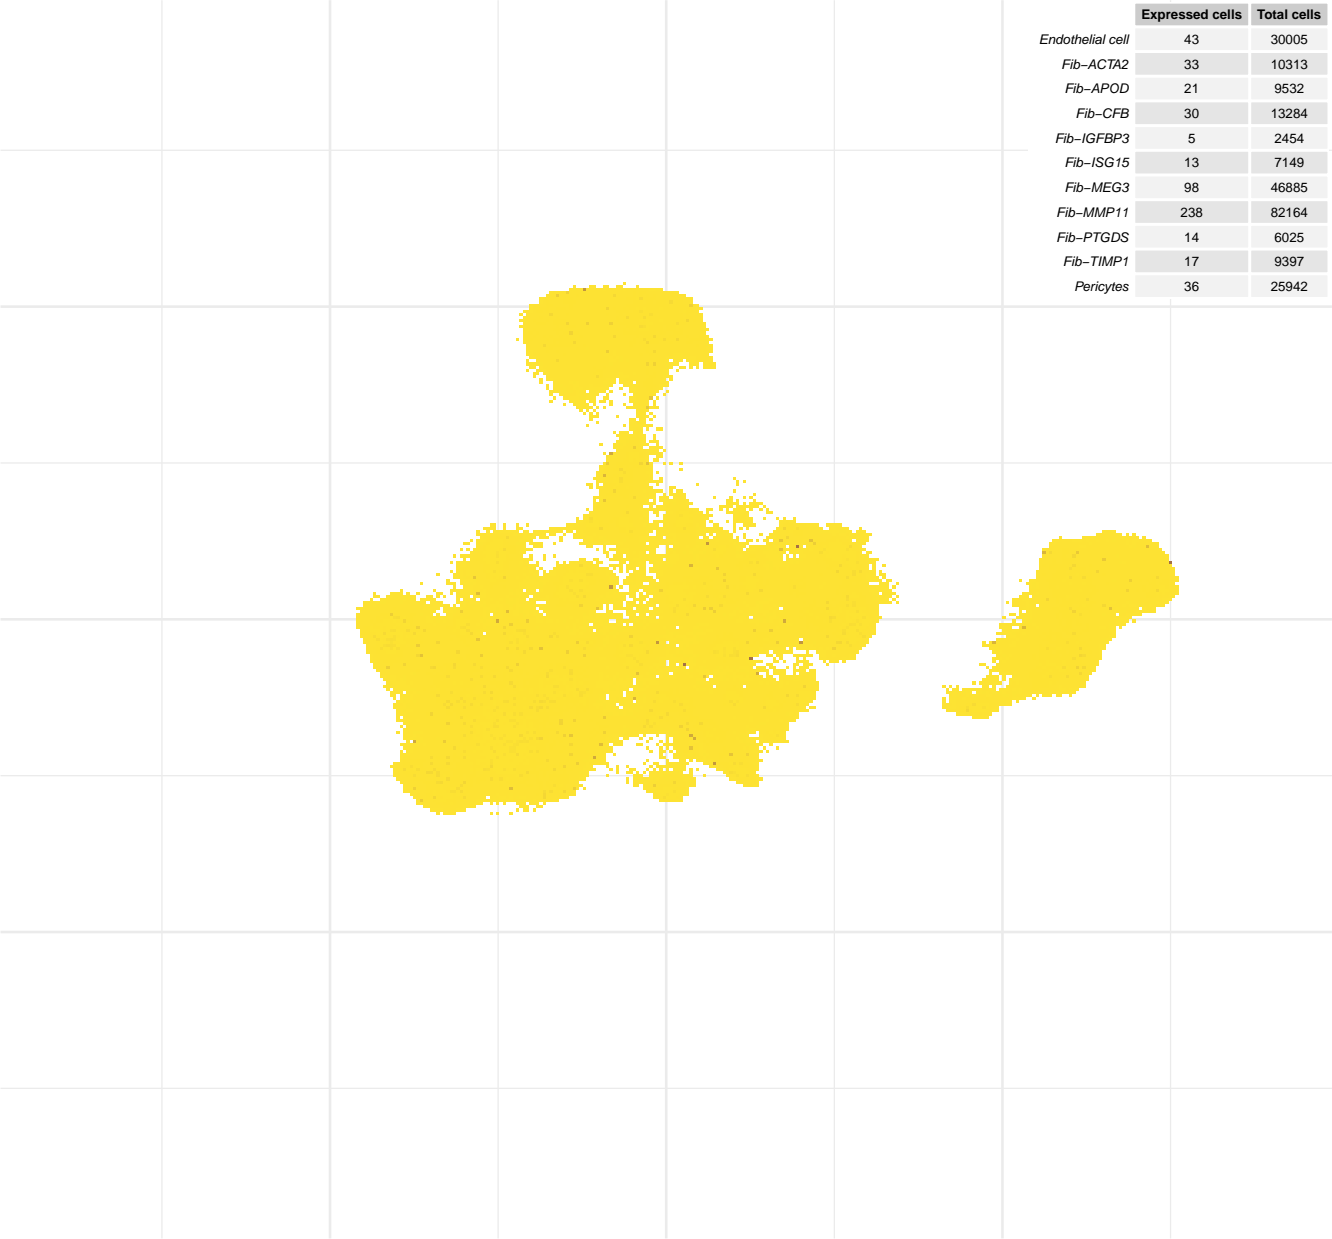 Expressed cells Total cells
Endothelial cell 43 30005
Fib−ACTA2 33 10313
Fib−APOD 21 9532
Fib−CFB 30 13284
Fib−IGFBP3 5 2454
Fib−ISG15 13 7149
Fib−MEG3 98 46885
Fib−MMP11 238 82164
Fib−PTGDS 14 6025
Fib−TIMP1 17 9397
Pericytes 36 25942